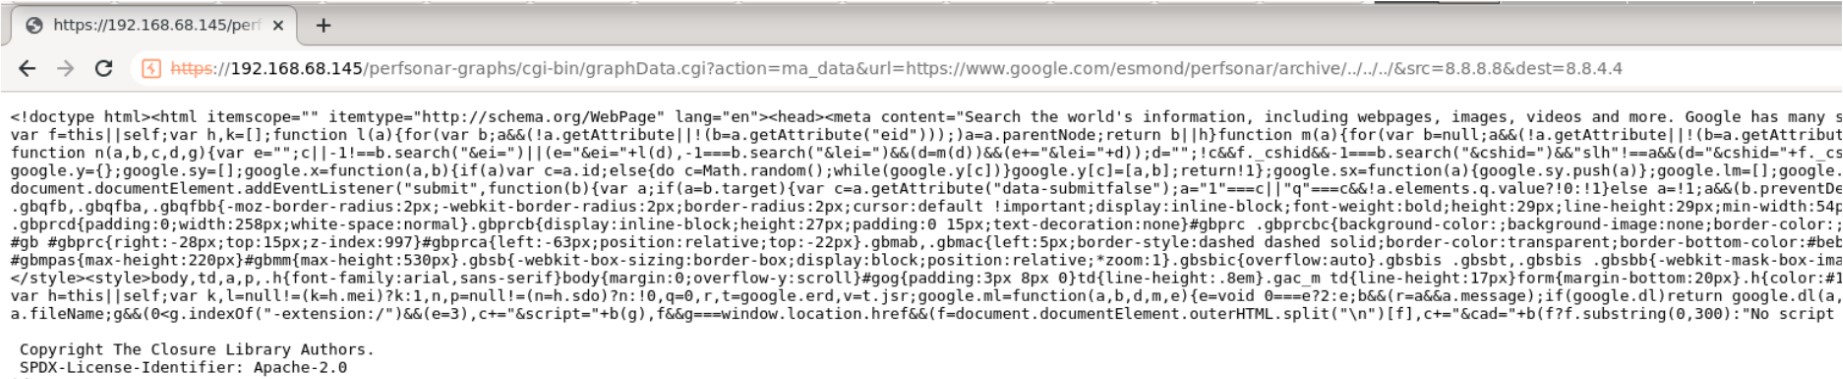 https://192.168.68.145/perf
https://192.168.68.145/perfsonar-graphs/cgi-bin/graphData.cgi?action=ma_data&url=https://www.google.com/esmond/perfsonar/archive/../../../&src=8.8.8.8&dest=8.8.4.4
<!doctype html><html itemscope="" itemtype="http://schema.org/WebPage" lang="en"><head><meta content="Search the world's information, including webpages, images, videos and more. Google has many s
var f=this||self;var h,k=[];function l(a){for(var b;a&&(!a.getAttribute||!(b=a.getAttribute("eid")));)a=a.parentNode;return b||h}function m(a){for(var b=null;a&&(!a.getAttribute||!(b=a.getAttribut
function n(a,b,c,d,g){var e="";c||-1!==b.search("&ei=")||(e="&ei="+l(d),-1===b.search("&lei=")&&(d=m(d))&&(e+="&lei="+d));d="";!c&&f._cshid&&-1===b.search("&cshid=")&&"slh"!==a&&(d="&cshid="+f._cs
google.y={};google.sy=[];google.x=function(a,b){if(a)var c=a.id;else{do c=Math.random();while(google.y[c])}google.y[c]=[a,b];return!1};google.sx=function(a){google.sy.push(a)};google.lm=[];google.
document.documentElement.addEventListener("submit",function(b){var a;if(a=b.target){var c=a.getAttribute("data-submitfalse");a="1"===c||"q"===c&&!a.elements.q.value?!0:!1}else a=!1;a&&(b.preventDe
.gbqfb,.gbqfba,.gbqfbb{-moz-border-radius:2px;-webkit-border-radius:2px;border-radius:2px;cursor:default !important;display:inline-block;font-weight:bold;height:29px;line-height:29px;min-width:54p
.gbprcd{padding:0;width:258px;white-space:normal}.gbprcb{display:inline-block;height:27px;padding:0 15px;text-decoration:none}#gbprc .gbprcbc{background-color:;background-image:none;border-color:;
#gb #gbprc{right:-28px;top:15px;z-index:997}#gbprca{left:-63px;position:relative;top:-22px}.gbmab,.gbmac{left:5px;border-style:dashed dashed solid;border-color:transparent;border-bottom-color:#beb
#gbmpas{max-height:220px}#gbmm{max-height:530px}.gbsb{-webkit-box-sizing:border-box;display:block;position:relative;*zoom:1}.gbsbic{overflow:auto}.gbsbis .gbsbt,.gbsbis .gbsbb{-webkit-mask-box-ima
</style><style>body,td,a,p,.h{font-family:arial,sans-serif}body{margin:0;overflow-y:scroll}#gog{padding:3px 8px 0}td{line-height:.8em}.gac_m td{line-height:17px}form{margin-bottom:20px}.h{color:#1
var h=this||self;var k,l=null!=(k=h.mei)?k:1,n,p=null!=(n=h.sdo)?n:!0,q=0,r,t=google.erd,v=t.jsr;google.ml=function(a,b,d,m,e){e=void 0===e?2:e;b&&(r=a&&a.message);if(google.dl)return google.dl(a,
a.fileName;g&&(0<g.indexOf("-extension:/")&&(e=3),c+="&script="+b(g),f&&g===window.location.href&&(f=document.documentElement.outerHTML.split("\n")[f],c+="&cad="+b(f?f.substring(0,300):"No script
Copyright The Closure Library Authors.
SPDX-License-Identifier: Apache-2.0